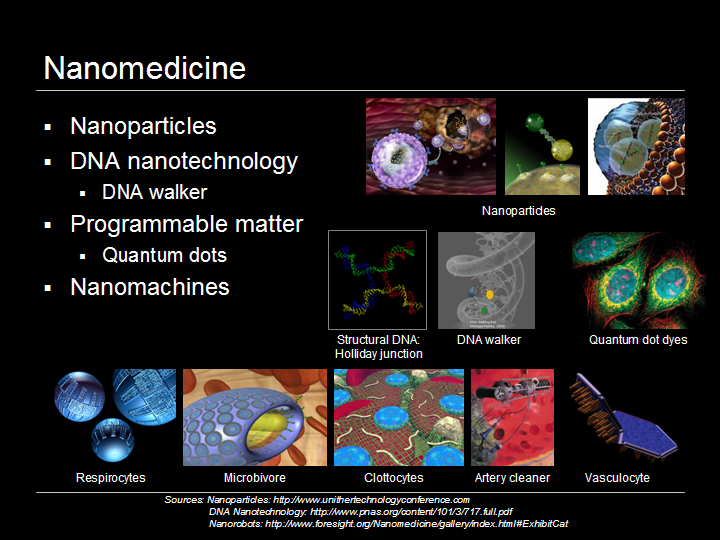 Nanomedicine
▪ Nanoparticles
▪ DNA nanotechnology
▪ DNA walker
▪ Programmable matter
▪ Quantum dots
▪ Nanomachines
Nanoparticles
Structural DNA:
Holliday junction
DNA walker
Quantum dot dyes
Respirocytes
Microbivore
Clottocytes
Artery cleaner
Vasculocyte
Sources: Nanoparticles: http://www.unithertechnologyconference.com
DNA Nanotechnology: http://www.pnas.org/content/101/3/717.full.pdf
Nanorobots: http://www.foresight.org/Nanomedicine/gallery/index.html#ExhibitCat